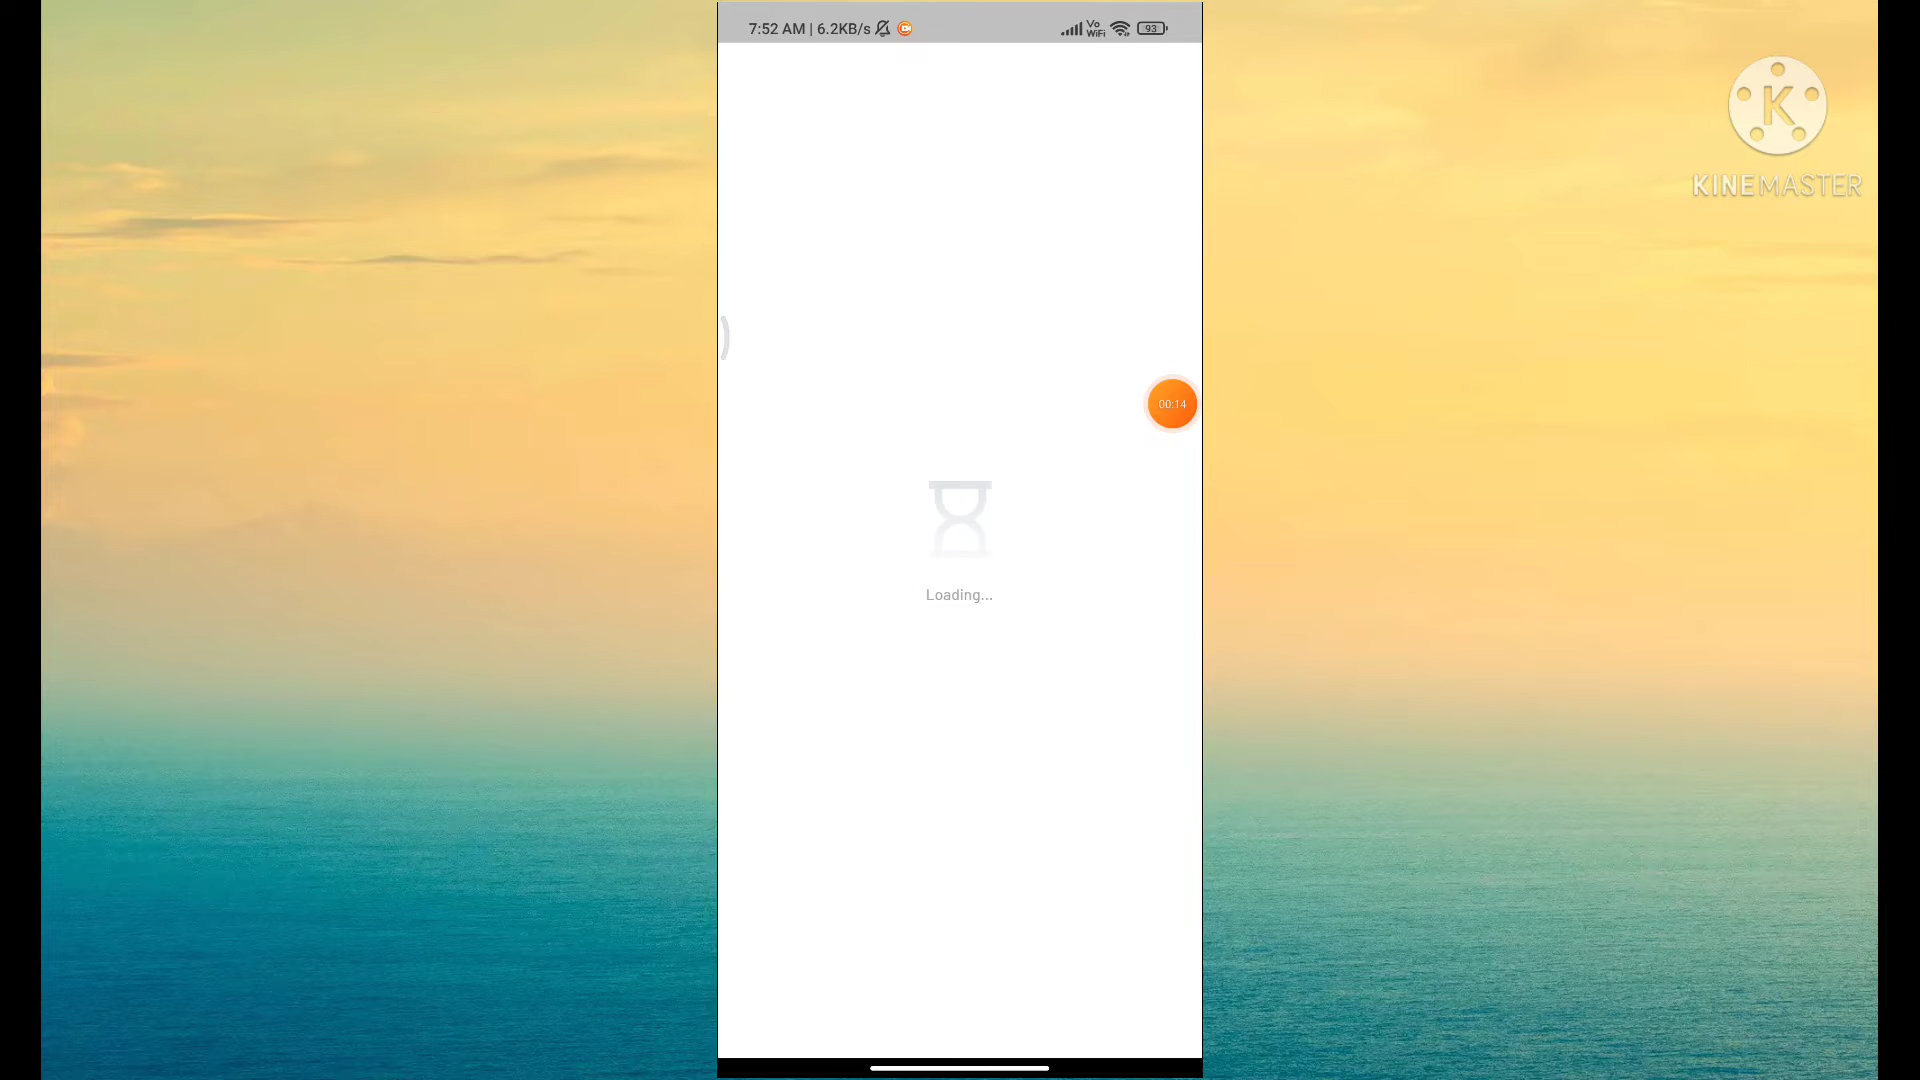 7:52 AM | 6.2KB/s
Vo
WiFi
93
K
KINEMASTER
00:14
Loading...